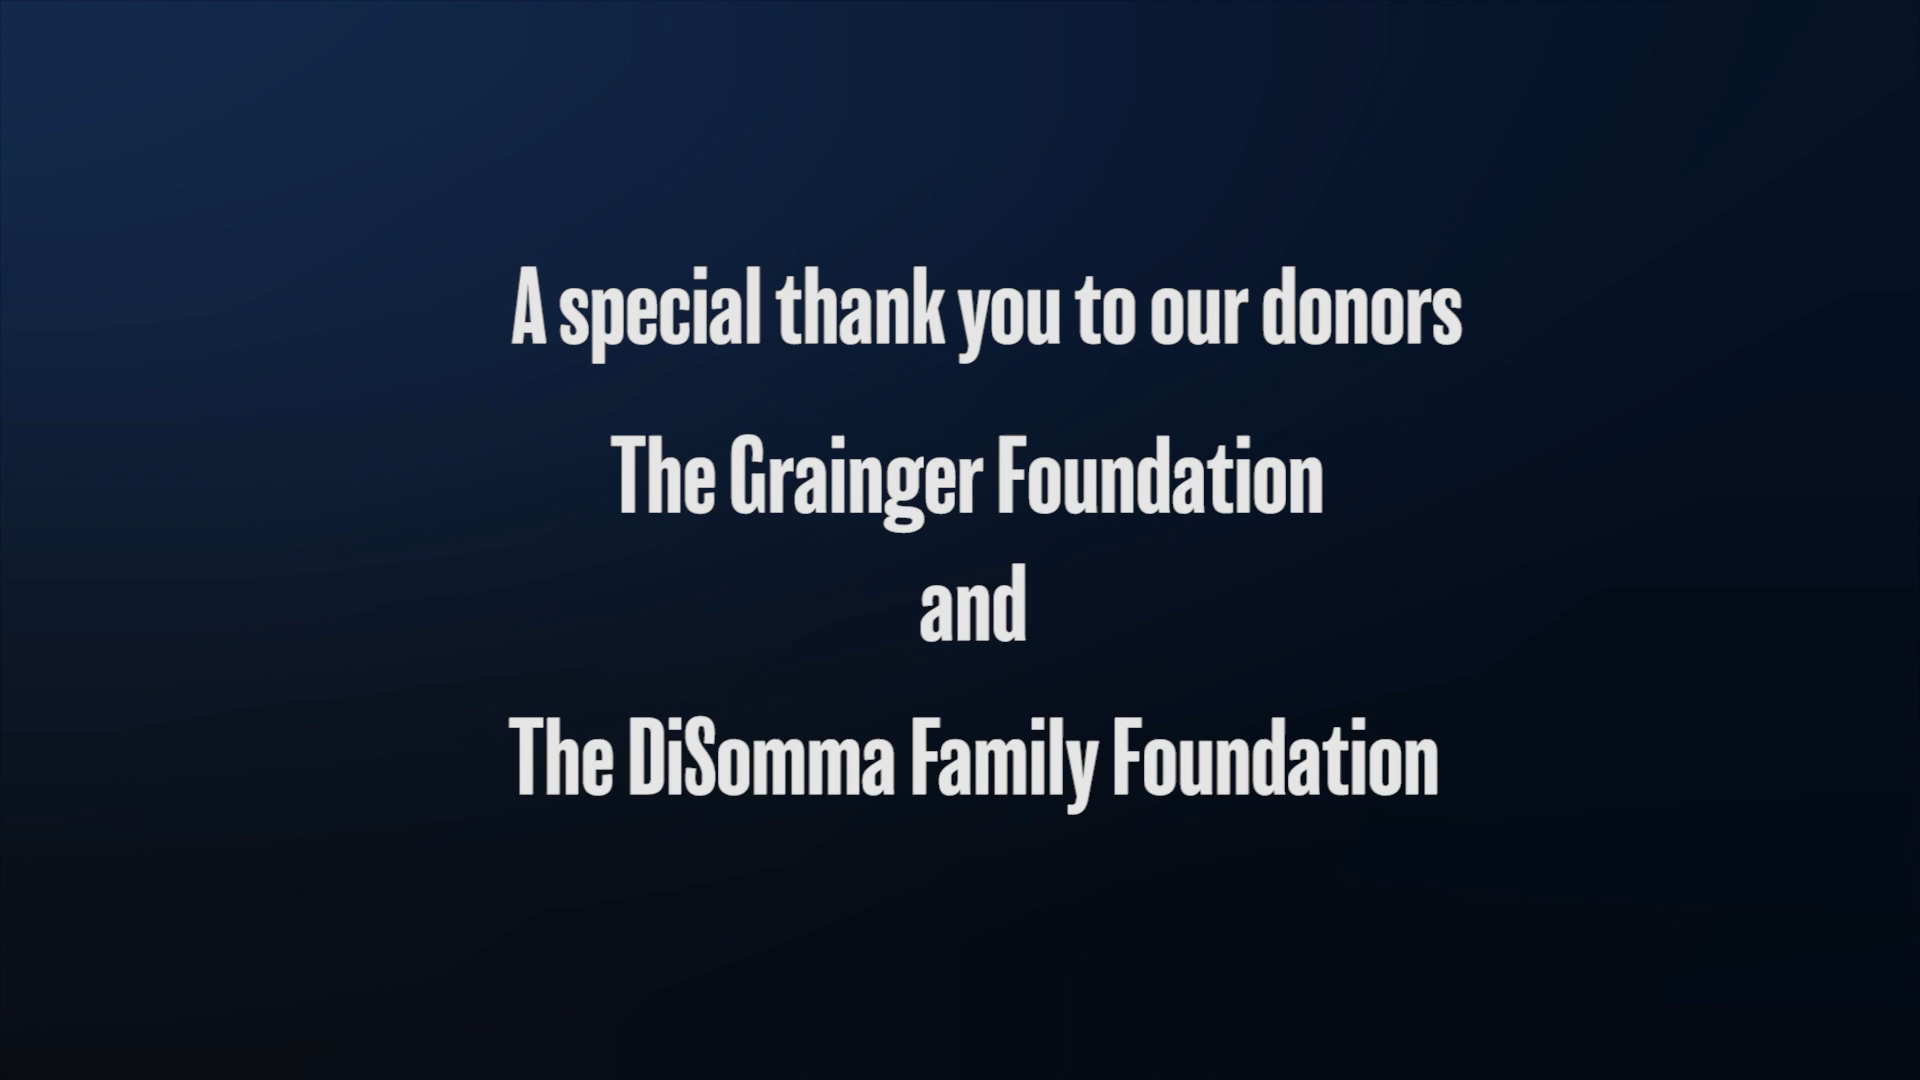 A special thank you to our donors
The Grainger Foundation
and
The DiSomma Family Foundation